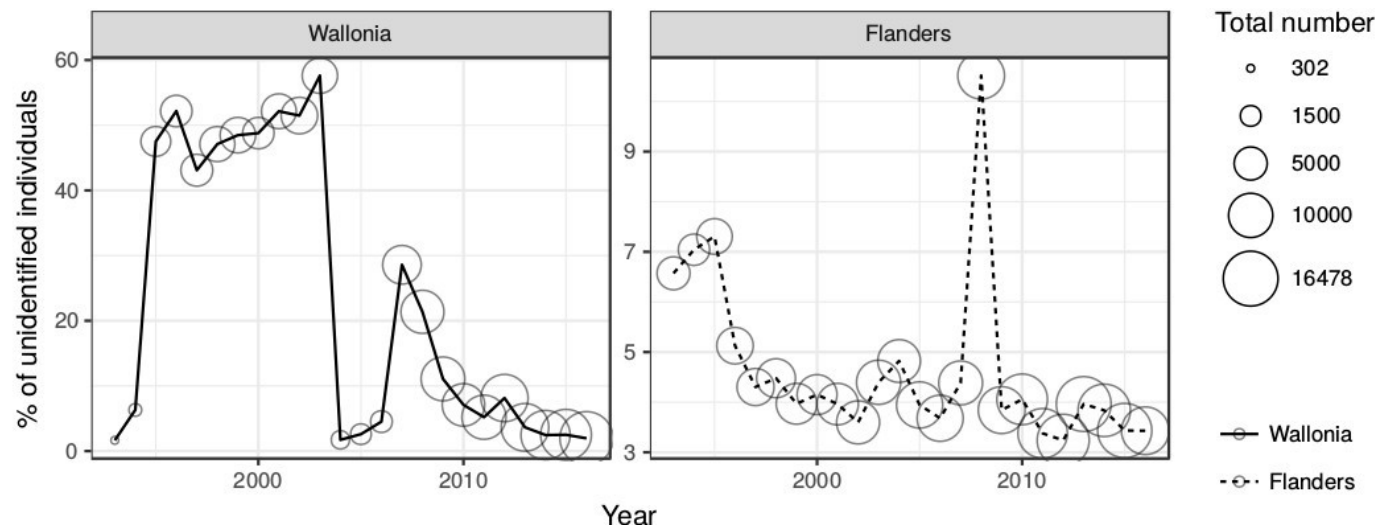 Wallonia
Flanders
% of unidentified individuals
60
40
20
0
2000
2010
9
7
5
3
2000
2010
Year
Total number
302
1500
5000
10000
16478
Wallonia
Flanders